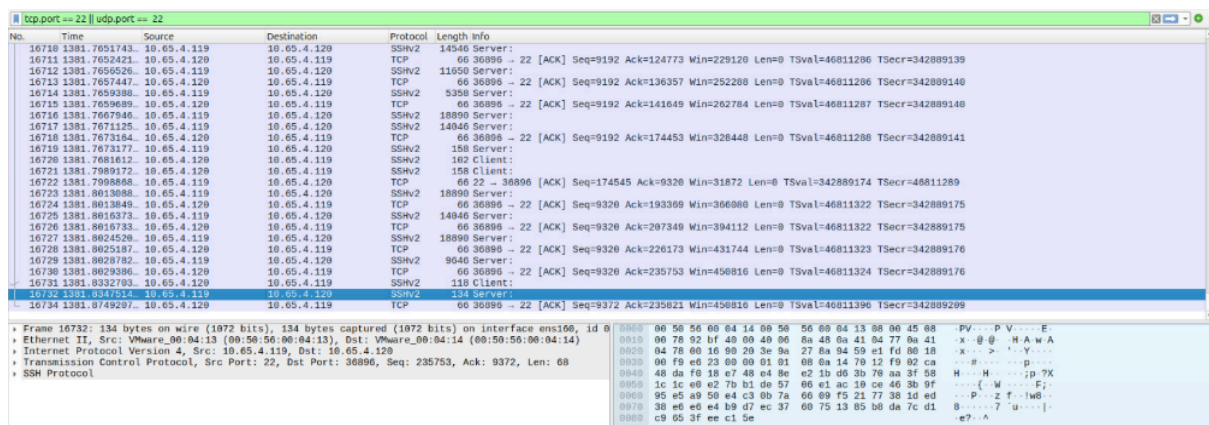 tcp.port == 22 || udp.port == 22
No. Time Source Destination Protocol Length Info
16710 1381.7651743… 10.65.4.119 10.65.4.120 SSHv2 14546 Server:
16711 1381.7652421… 10.65.4.120 10.65.4.119 TCP 66 36896 → 22 [ACK] Seq=9192 Ack=124773 Win=229120 Len=0 TSval=46811286 TSecr=342889139
16712 1381.7656526… 10.65.4.119 10.65.4.120 SSHv2 11650 Server:
16713 1381.7657447… 10.65.4.120 10.65.4.119 TCP 66 36896 → 22 [ACK] Seq=9192 Ack=136357 Win=252288 Len=0 TSval=46811286 TSecr=342889140
16714 1381.7659388… 10.65.4.119 10.65.4.120 SSHv2 5358 Server:
16715 1381.7659689… 10.65.4.120 10.65.4.119 TCP 66 36896 → 22 [ACK] Seq=9192 Ack=141649 Win=262784 Len=0 TSval=46811287 TSecr=342889140
16716 1381.7667946… 10.65.4.119 10.65.4.120 SSHv2 18890 Server:
16717 1381.7671125… 10.65.4.119 10.65.4.120 SSHv2 14046 Server:
16718 1381.7673164… 10.65.4.120 10.65.4.119 TCP 66 36896 → 22 [ACK] Seq=9192 Ack=174453 Win=328448 Len=0 TSval=46811288 TSecr=342889141
16719 1381.7673177… 10.65.4.119 10.65.4.120 SSHv2 158 Server:
16720 1381.7681612… 10.65.4.120 10.65.4.119 SSHv2 102 Client:
16721 1381.7989172… 10.65.4.120 10.65.4.119 SSHv2 158 Client:
16722 1381.7998868… 10.65.4.119 10.65.4.120 TCP 66 22 → 36896 [ACK] Seq=174545 Ack=9320 Win=31872 Len=0 TSval=342889174 TSecr=46811289
16723 1381.8013088… 10.65.4.119 10.65.4.120 SSHv2 18890 Server:
16724 1381.8013849… 10.65.4.120 10.65.4.119 TCP 66 36896 → 22 [ACK] Seq=9320 Ack=193369 Win=366080 Len=0 TSval=46811322 TSecr=342889175
16725 1381.8016373… 10.65.4.119 10.65.4.120 SSHv2 14046 Server:
16726 1381.8016733… 10.65.4.120 10.65.4.119 TCP 66 36896 → 22 [ACK] Seq=9320 Ack=207349 Win=394112 Len=0 TSval=46811322 TSecr=342889175
16727 1381.8024520… 10.65.4.119 10.65.4.120 SSHv2 18890 Server:
16728 1381.8025187… 10.65.4.120 10.65.4.119 TCP 66 36896 → 22 [ACK] Seq=9320 Ack=226173 Win=431744 Len=0 TSval=46811323 TSecr=342889176
16729 1381.8028782… 10.65.4.119 10.65.4.120 SSHv2 9646 Server:
16730 1381.8029386… 10.65.4.120 10.65.4.119 TCP 66 36896 → 22 [ACK] Seq=9320 Ack=235753 Win=450816 Len=0 TSval=46811324 TSecr=342889176
16731 1381.8332703… 10.65.4.120 10.65.4.119 SSHv2 118 Client:
16732 1381.8347514… 10.65.4.119 10.65.4.120 SSHv2 134 Server:
16734 1381.8749207… 10.65.4.120 10.65.4.119 TCP 66 36896 → 22 [ACK] Seq=9372 Ack=235821 Win=450816 Len=0 TSval=46811396 TSecr=342889209
Frame 16732: 134 bytes on wire (1072 bits), 134 bytes captured (1072 bits) on interface ens160, id 0
Ethernet II, Src: VMware_00:04:13 (00:50:56:00:04:13), Dst: VMware_00:04:14 (00:50:56:00:04:14)
Internet Protocol Version 4, Src: 10.65.4.119, Dst: 10.65.4.120
Transmission Control Protocol, Src Port: 22, Dst Port: 36896, Seq: 235753, Ack: 9372, Len: 68
SSH Protocol
0000 00 50 56 00 04 14 00 50 56 00 04 13 08 00 45 08 ·PV····P V·····E·
0010 00 78 92 bf 40 00 40 06 8a 48 0a 41 04 77 0a 41 ·x··@·@· ·H·A·w·A
0020 04 78 00 16 90 20 3e 9a 27 8a 94 59 e1 fd 80 18 ·x··· >· '··Y····
0030 00 f9 e6 23 00 00 01 01 08 0a 14 70 12 f9 02 ca ···#···· ···p····
0040 48 da f0 18 e7 48 e4 8e e2 1b d6 3b 70 aa 3f 58 H····H·· ···;p·?X
0050 1c 1c e0 e2 7b b1 de 57 06 e1 ac 10 ce 46 3b 9f ····{··W ·····F;·
0060 95 e5 a9 50 e4 c3 0b 7a 66 09 f5 21 77 38 1d ed ···P···z f··!w8··
0070 38 e6 e6 e4 b9 d7 ec 37 60 75 13 85 b8 da 7c d1 8······7 `u····|·
0080 c9 65 3f ee c1 5e ·e?··^